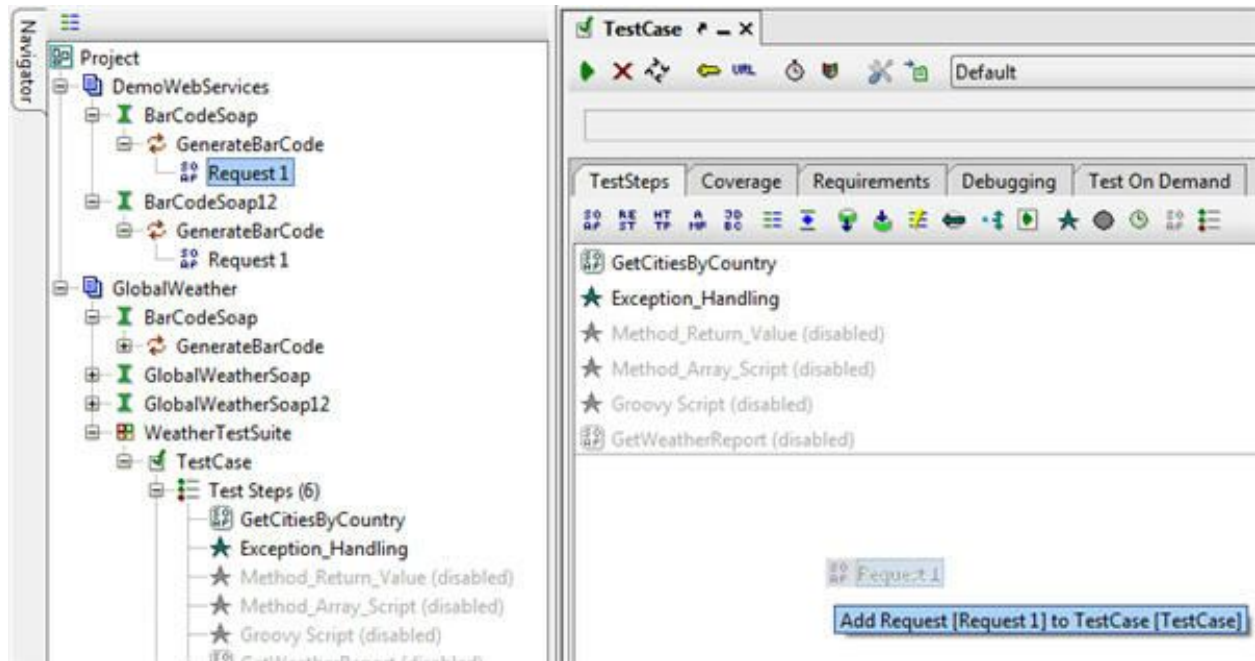 Navigator
Project
DemoWebServices
BarCodeSoap
GenerateBarCode
Request 1
BarCodeSoap12
GenerateBarCode
Request 1
GlobalWeather
BarCodeSoap
GenerateBarCode
GlobalWeatherSoap
GlobalWeatherSoap12
WeatherTestSuite
TestCase
Test Steps (6)
GetCitiesByCountry
Exception_Handling
Method_Return_Value (disabled)
Method_Array_Script (disabled)
Groovy Script (disabled)
GetWeatherReport (disabled)
TestCase
URL
Default
TestSteps Coverage Requirements Debugging Test On Demand
GetCitiesByCountry
Exception_Handling
Method_Return_Value (disabled)
Method_Array_Script (disabled)
Groovy Script (disabled)
GetWeatherReport (disabled)
Request 1
Add Request [Request 1] to TestCase [TestCase]